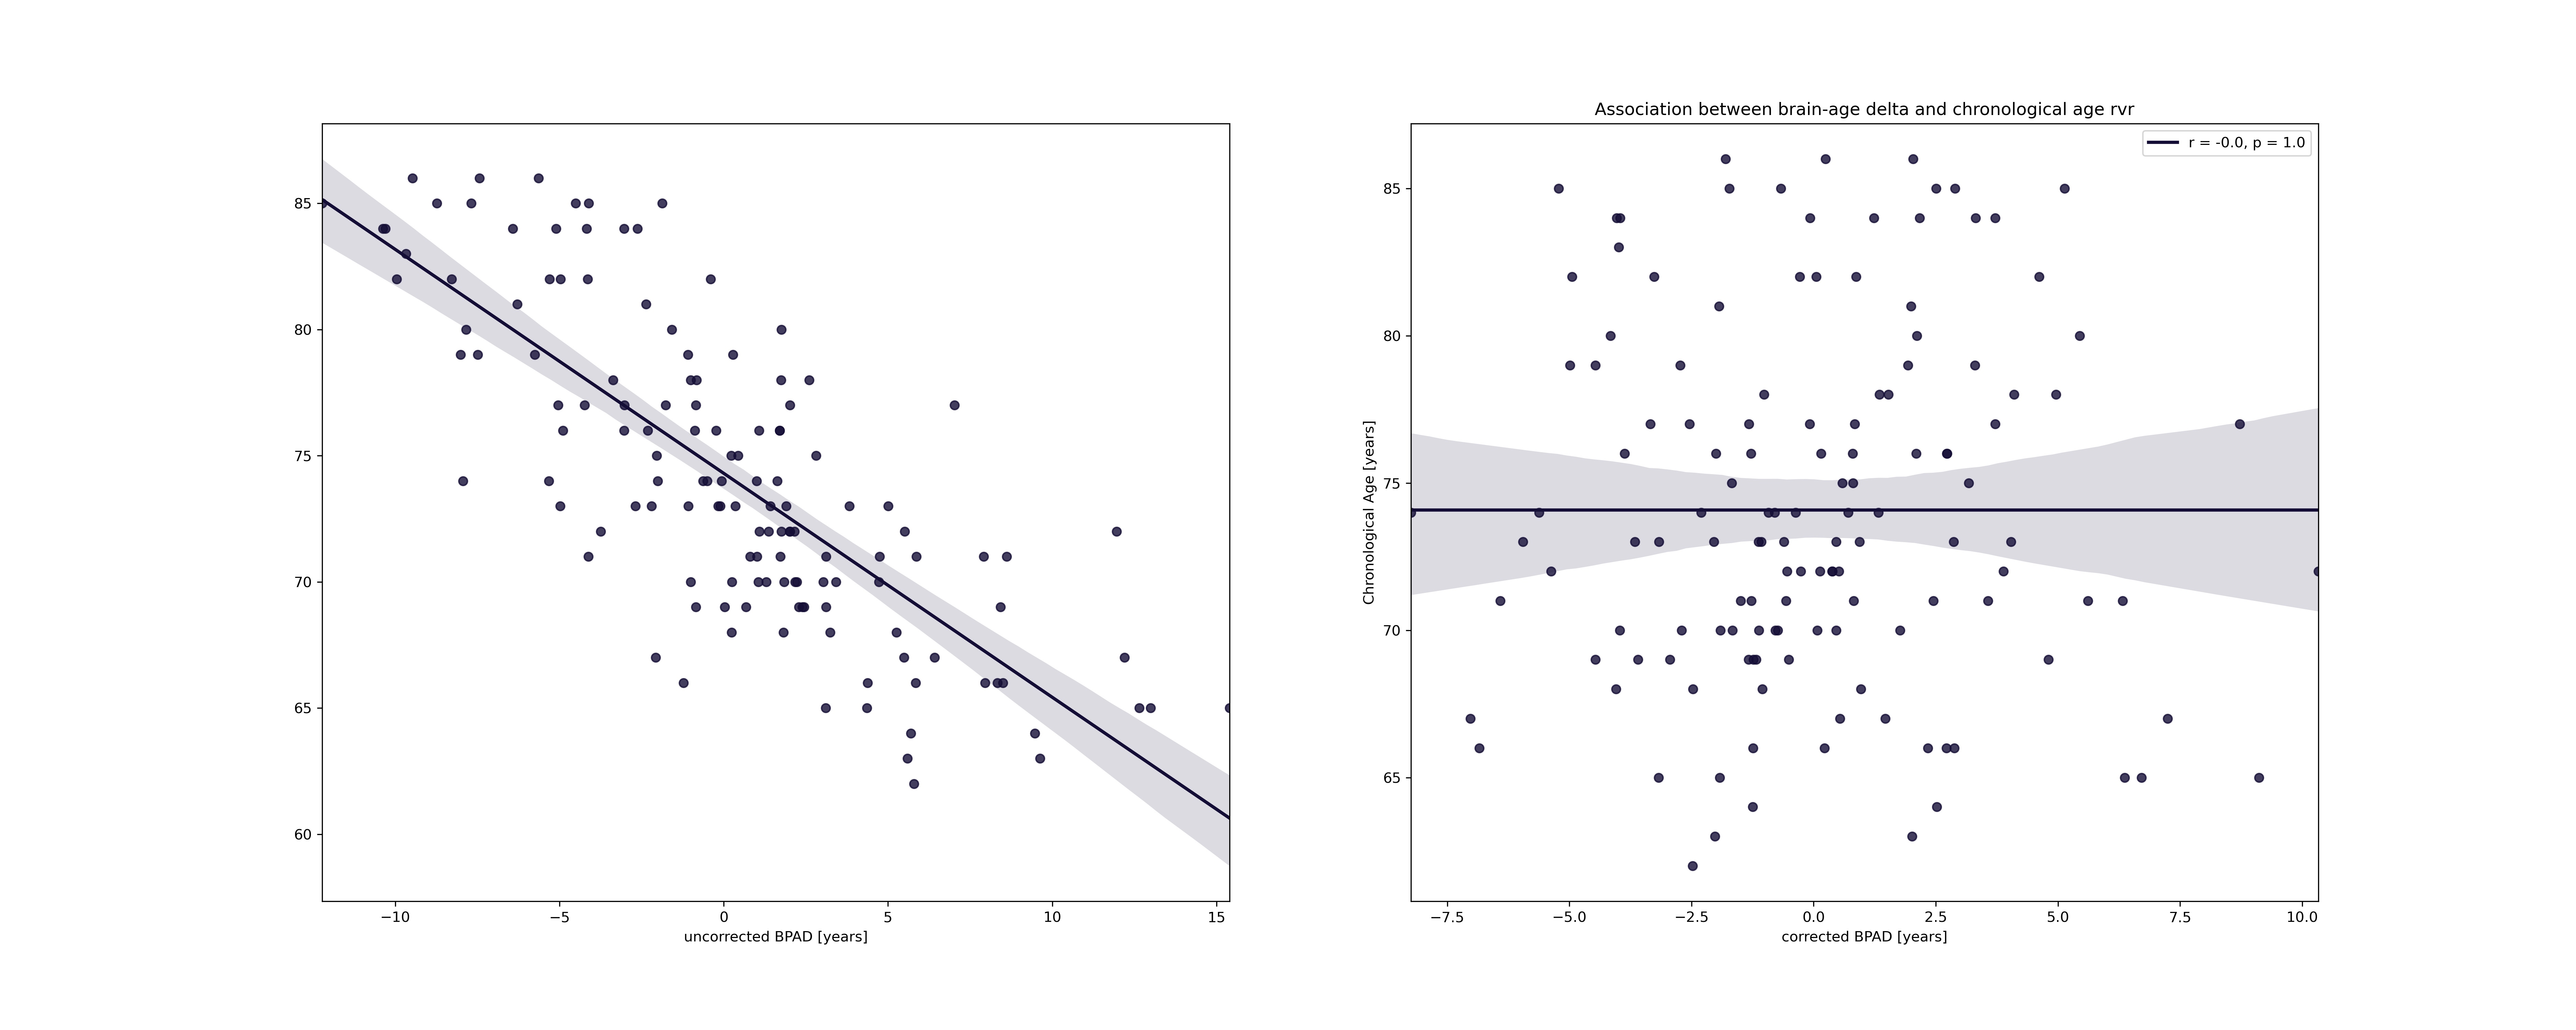 85
80
75
70
65
60
−10 −5 0 5 10 15
uncorrected BPAD [years]
Association between brain-age delta and chronological age rvr
r = -0.0, p = 1.0
Chronological Age [years]
85
80
75
70
65
−7.5 −5.0 −2.5 0.0 2.5 5.0 7.5 10.0
corrected BPAD [years]